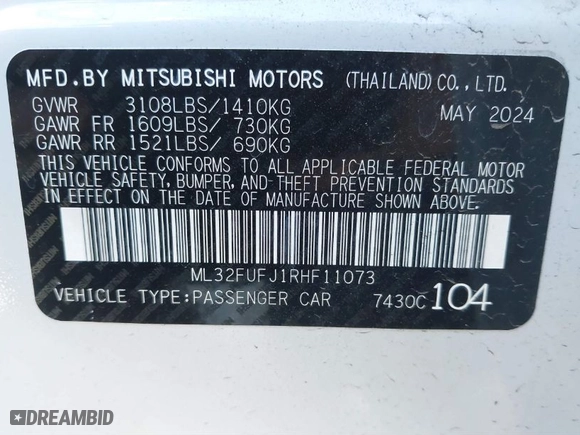 MFD.BY MITSUBISHI MOTORS (THAILAND)CO.,LTD.
GVWR 3108LBS/1410KG MAY 2024
GAWR FR 1609LBS/ 730KG
GAWR RR 1521LBS/ 690KG
THIS VEHICLE CONFORMS TO ALL APPLICABLE FEDERAL MOTOR
VEHICLE SAFETY, BUMPER, AND THEFT PREVENTION STANDARDS
IN EFFECT ON THE DATE OF MANUFACTURE SHOWN ABOVE.
ML32FUFJ1RHF11073
VEHICLE TYPE:PASSENGER CAR 7430C 104
DREAMBID